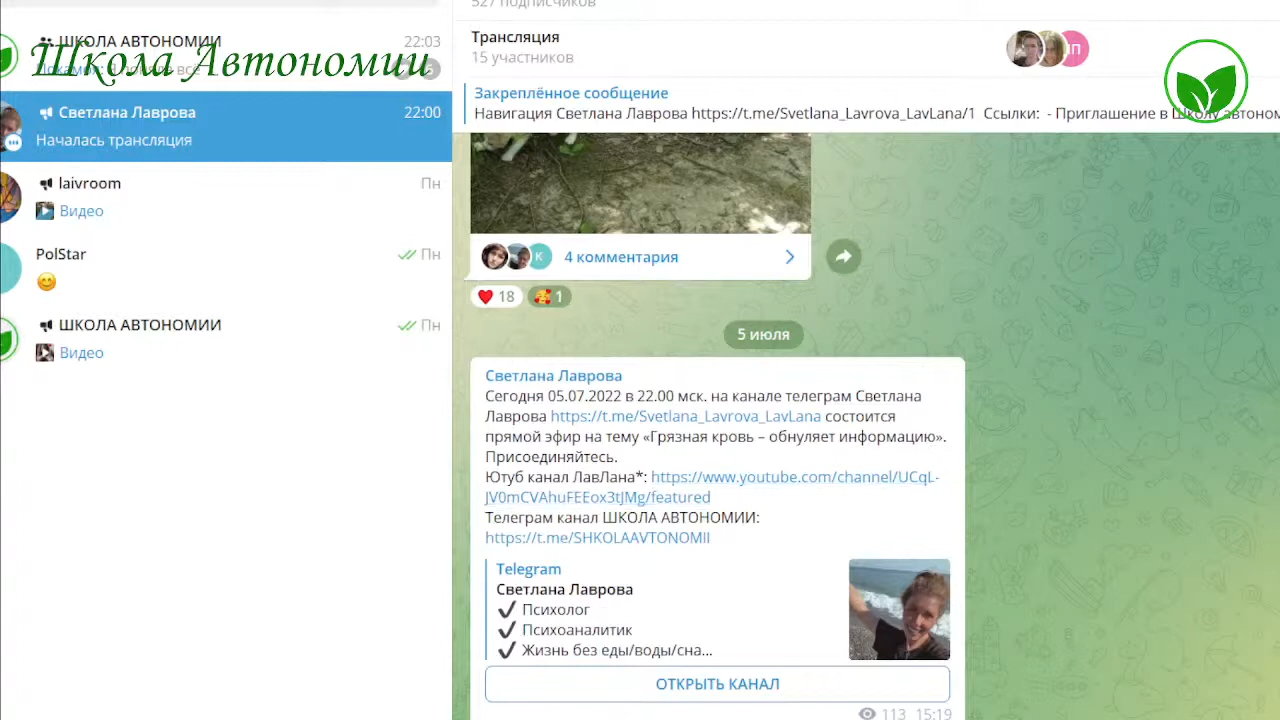 527 подписчиков
Трансляция
15 участников
Закреплённое сообщение
Навигация Светлана Лаврова https://t.me/Svetlana_Lavrova_LavLana/1 Ссылки: - Приглашение в Школу автоном
Школа Автономии
ШКОЛА АВТОНОМИИ 22:03
Светлана Лаврова 22:00
Началась трансляция
laivroom Пн
Видео
PolStar Пн
ШКОЛА АВТОНОМИИ Пн
Видео
К
4 комментария
18 1
5 июля
Светлана Лаврова
Сегодня 05.07.2022 в 22.00 мск. на канале телеграм Светлана
Лаврова https://t.me/Svetlana_Lavrova_LavLana состоится
прямой эфир на тему «Грязная кровь – обнуляет информацию».
Присоединяйтесь.
Ютуб канал ЛавЛана*: https://www.youtube.com/channel/UCqL-
JV0mCVAhuFEEox3tJMg/featured
Телеграм канал ШКОЛА АВТОНОМИИ:
https://t.me/SHKOLAAVTONOMII
Telegram
Светлана Лаврова
✔ Психолог
✔ Психоаналитик
✔ Жизнь без еды/воды/сна...
ОТКРЫТЬ КАНАЛ
113 15:19